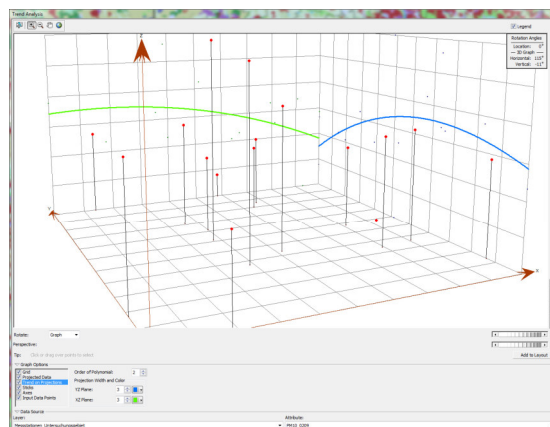 Trend Analysis
Legend
Rotation Angles
Location: 0°
3D Graph
Horizontal: 110°
Vertical: -11°
Z
Y
X
Rotate: Graph
Perspective:
Tip: Click or drag over points to select
Add to Layout
Graph Options
Grid
Projected Data
Trend on Projections
Sticks
Axes
Input Data Points
Order of Polynomial: 2
Projection Width and Color
YZ Plane: 3
XZ Plane: 3
Data Source
Layer: Attribute:
Messstationen_Untersuchungsgebiet